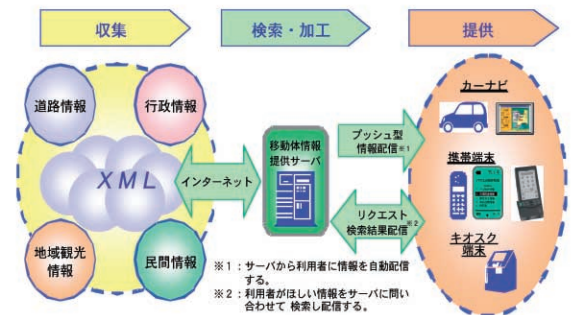 収集
検索・加工
提供
道路情報
行政情報
XML
地域観光
情報
民間情報
インターネット
移動体情報
提供サーバ
プッシュ型
情報配信※1
リクエスト
検索結果配信※2
カーナビ
携帯端末
キオスク
端末
※1：サーバから利用者に情報を自動配信
する。
※2：利用者がほしい情報をサーバに問い
合わせて 検索し配信する。